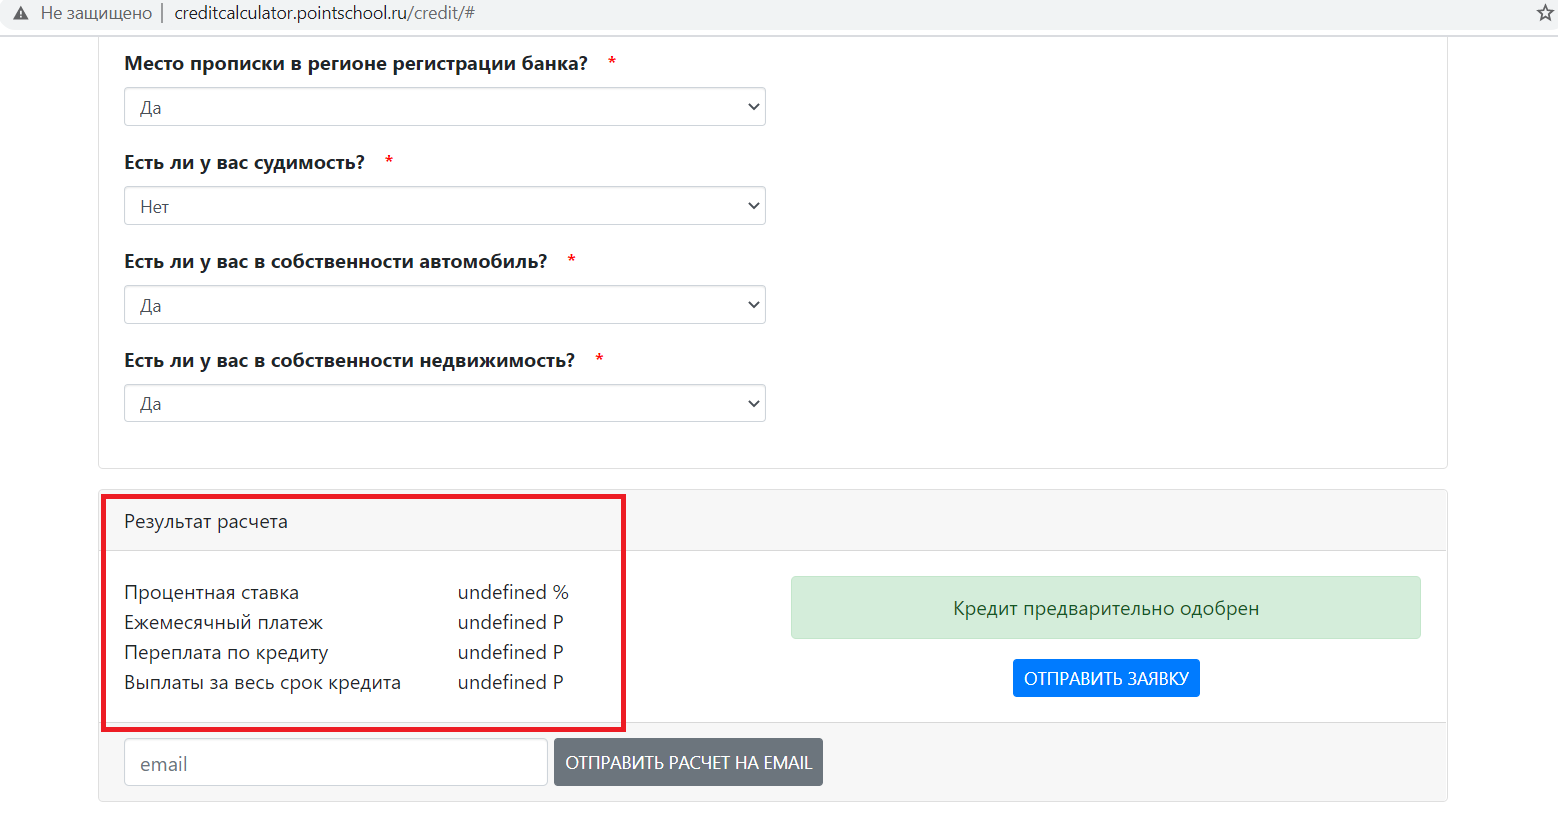 Не защищено | creditcalculator.pointschool.ru/credit/#
Место прописки в регионе регистрации банка? *
Да
Есть ли у вас судимость? *
Нет
Есть ли у вас в собственности автомобиль? *
Да
Есть ли у вас в собственности недвижимость? *
Да
Результат расчета
Процентная ставка undefined %
Ежемесячный платеж undefined Р
Переплата по кредиту undefined Р
Выплаты за весь срок кредита undefined Р
Кредит предварительно одобрен
ОТПРАВИТЬ ЗАЯВКУ
email ОТПРАВИТЬ РАСЧЕТ НА EMAIL